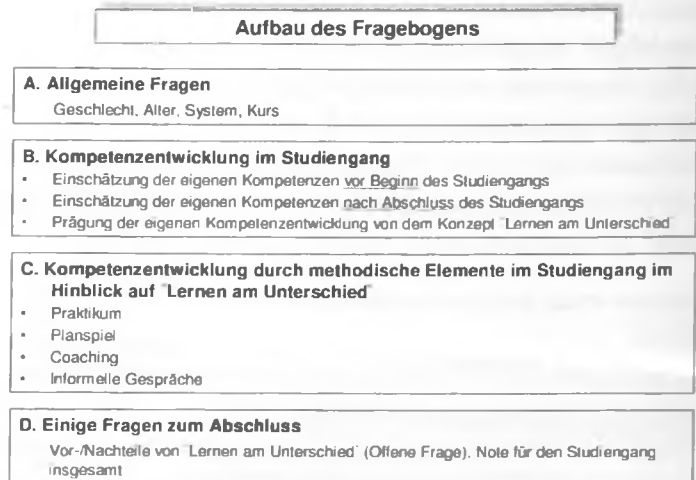 Aufbau des Fragebogens
A. Allgemeine Fragen
Geschlecht, Alter, System, Kurs
B. Kompetenzentwicklung im Studiengang
• Einschätzung der eigenen Kompetenzen vor Beginn des Studiengangs
• Einschätzung der eigenen Kompetenzen nach Abschluss des Studiengangs
• Prägung der eigenen Kompetenzentwicklung von dem Konzept "Lernen am Unterschied"
C. Kompetenzentwicklung durch methodische Elemente im Studiengang im
Hinblick auf "Lernen am Unterschied"
• Praktikum
• Planspiel
• Coaching
• Informelle Gespräche
D. Einige Fragen zum Abschluss
Vor-/Nachteile von "Lernen am Unterschied" (Offene Frage). Note für den Studiengang
insgesamt